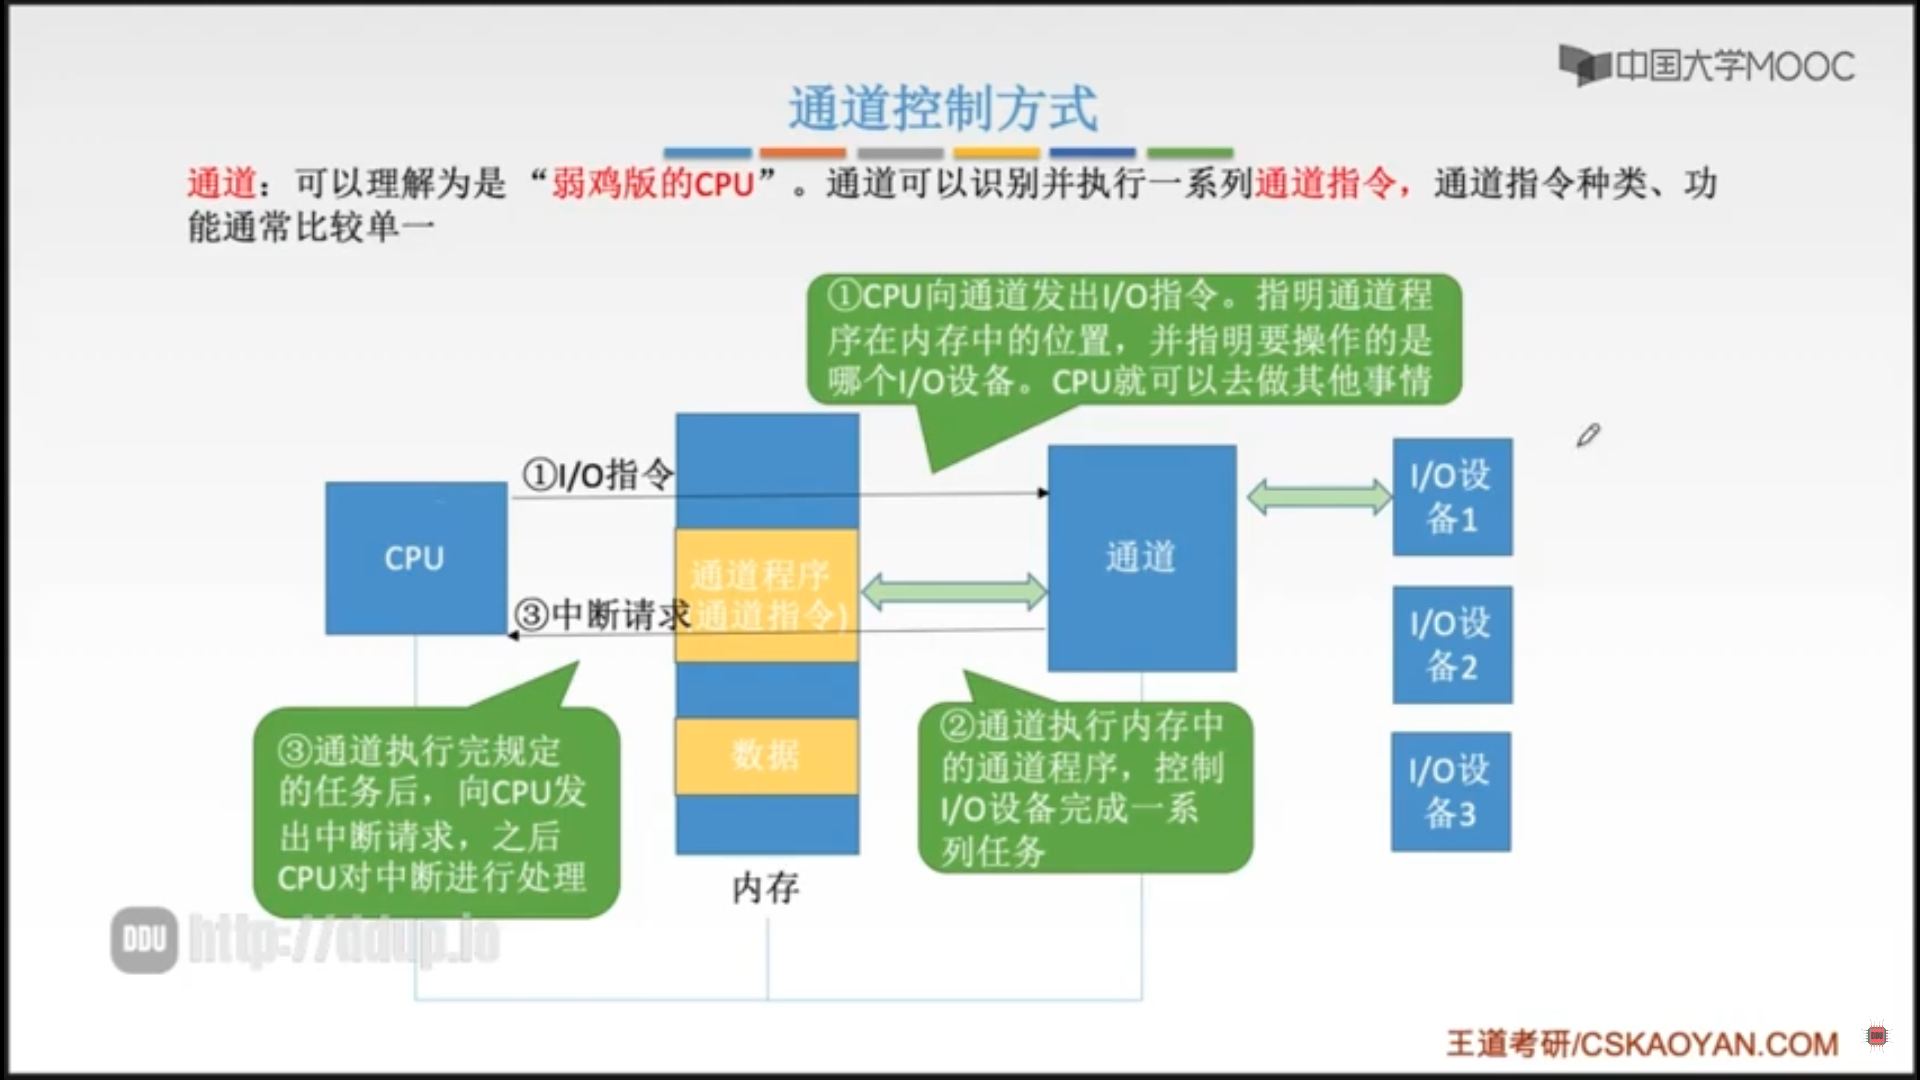 中国大学MOOC
通道控制方式
通道：可以理解为是“弱鸡版的CPU”。通道可以识别并执行一系列通道指令，通道指令种类、功
能通常比较单一
①CPU向通道发出I/O指令。指明通道程
序在内存中的位置，并指明要操作的是
哪个I/O设备。CPU就可以去做其他事情
①I/O指令
CPU
通道程序
(通道指令)
③中断请求
通道
I/O设
备1
I/O设
备2
I/O设
备3
数据
内存
③通道执行完规定
的任务后，向CPU发
出中断请求，之后
CPU对中断进行处理
②通道执行内存中
的通道程序，控制
I/O设备完成一系
列任务
DDU http://ddup.io
王道考研/CSKAOYAN.COM
DDU